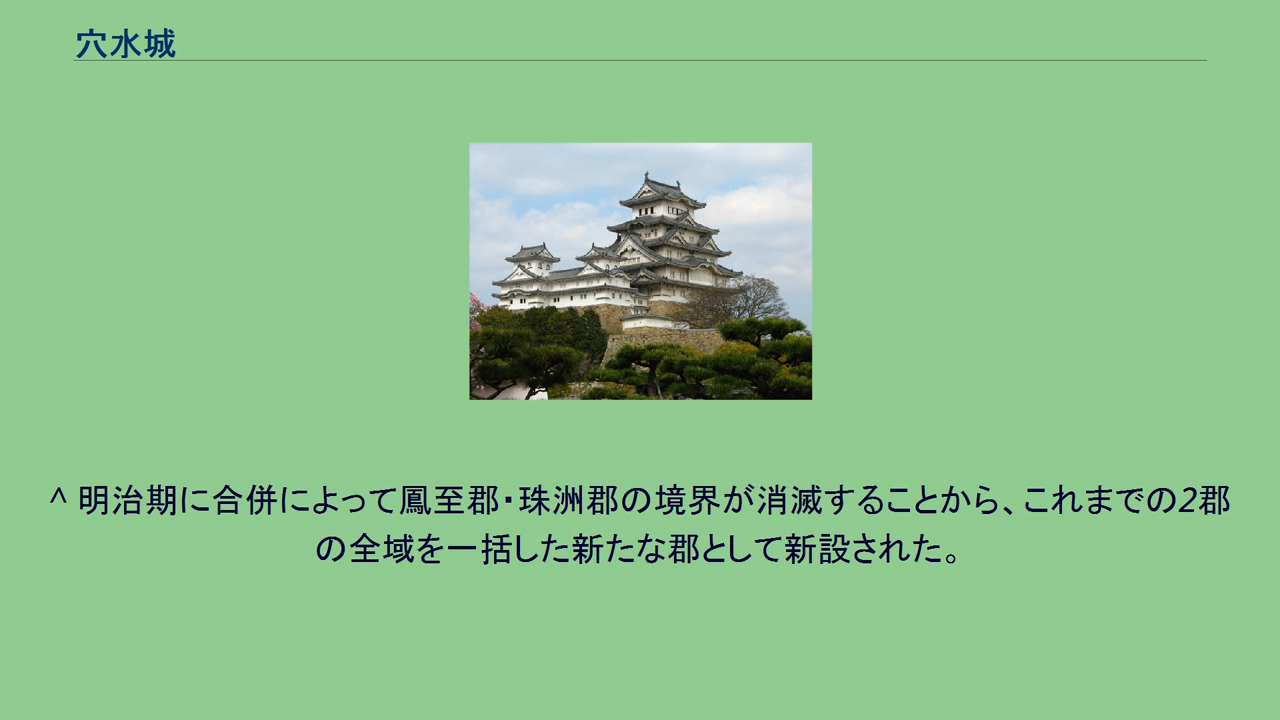 穴水城
^ 明治期に合併によって鳳至郡・珠洲郡の境界が消滅することから、これまでの2郡
の全域を一括した新たな郡として新設された。